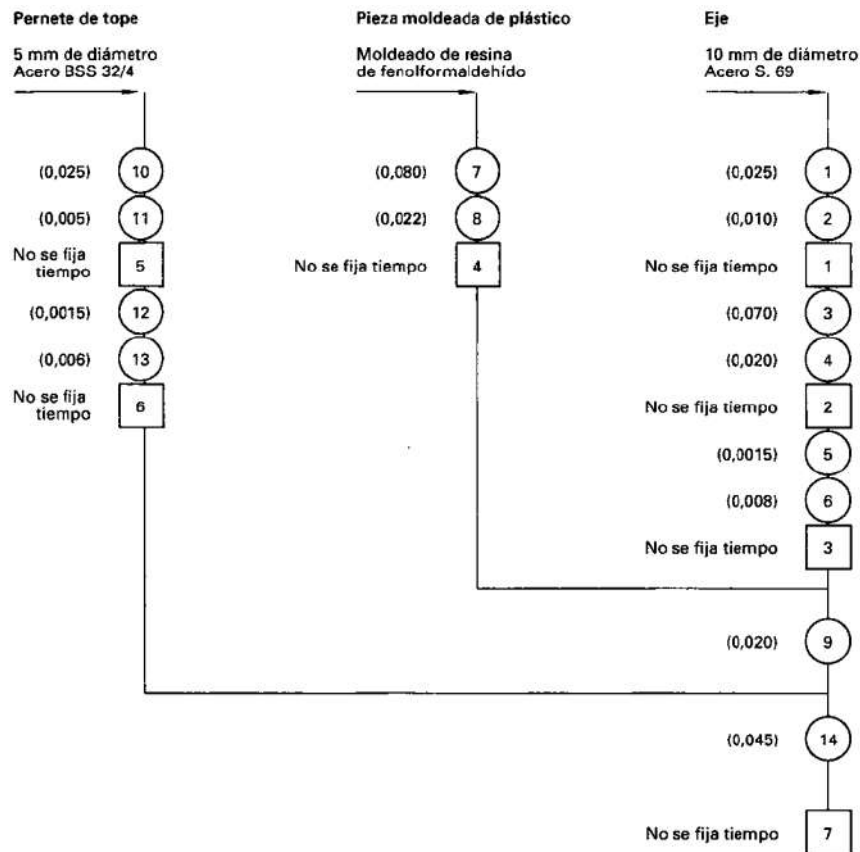 Pernete de tope
5 mm de diámetro
Acero BSS 32/4
(0,025) 10
(0,005) 11
No se fija
tiempo 5
(0,0015) 12
(0,006) 13
No se fija
tiempo 6
Pieza moldeada de plástico
Moldeado de resina
de fenolformaldehído
(0,080) 7
(0,022) 8
No se fija tiempo 4
Eje
10 mm de diámetro
Acero S. 69
(0,025) 1
(0,010) 2
No se fija tiempo 1
(0,070) 3
(0,020) 4
No se fija tiempo 2
(0,0015) 5
(0,008) 6
No se fija tiempo 3
(0,020) 9
(0,045) 14
No se fija tiempo 7